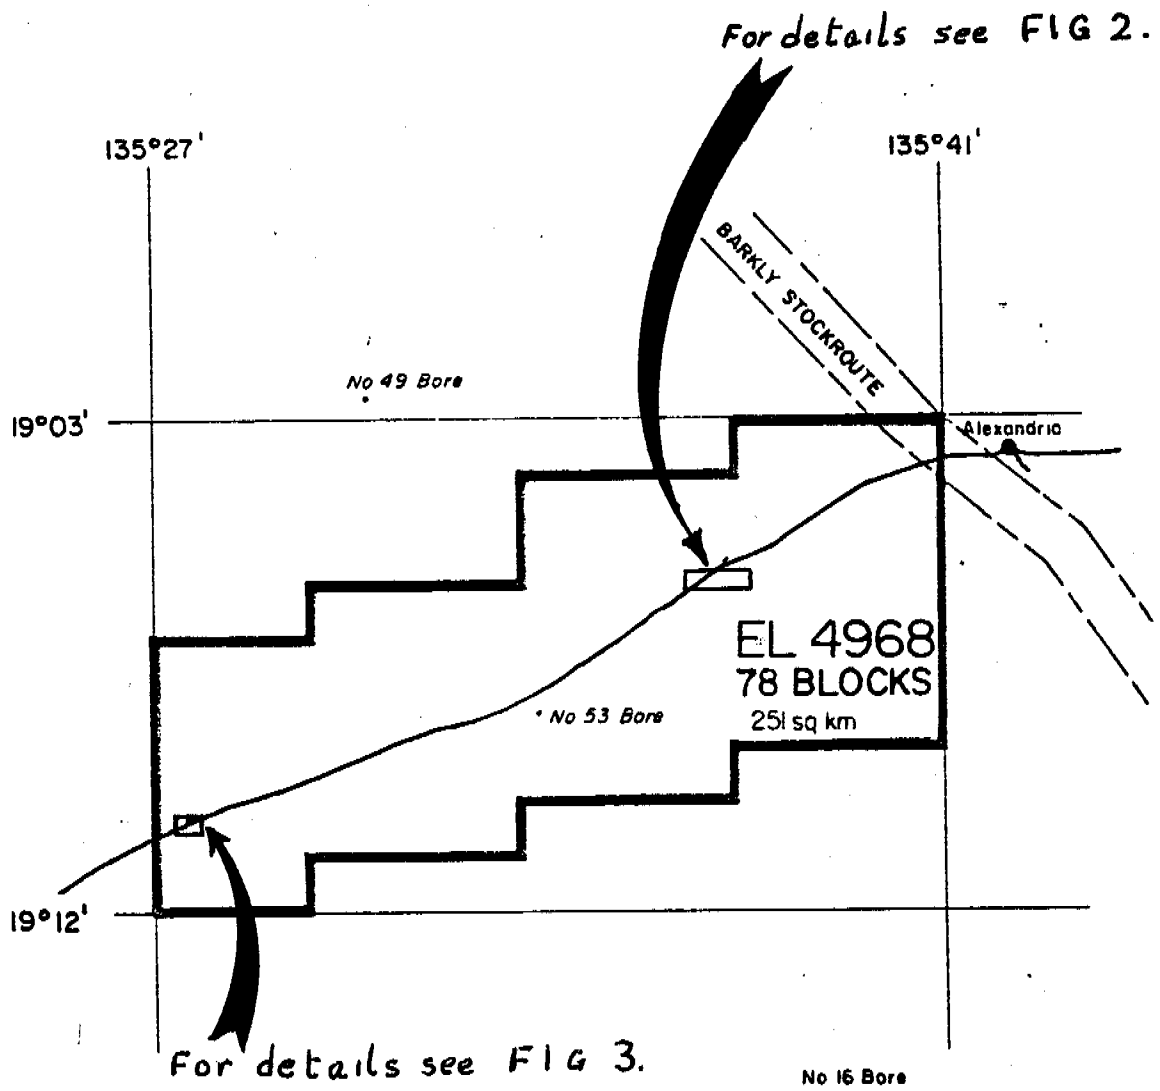 For details see FIG 2.
135°27'
135°41'
BARKLY STOCKROUTE
No 49 Bore
19°03'
Alexandria
EL 4968
78 BLOCKS
No 53 Bore
251 sq km
19°12'
For details see FIG 3.
No 16 Bore